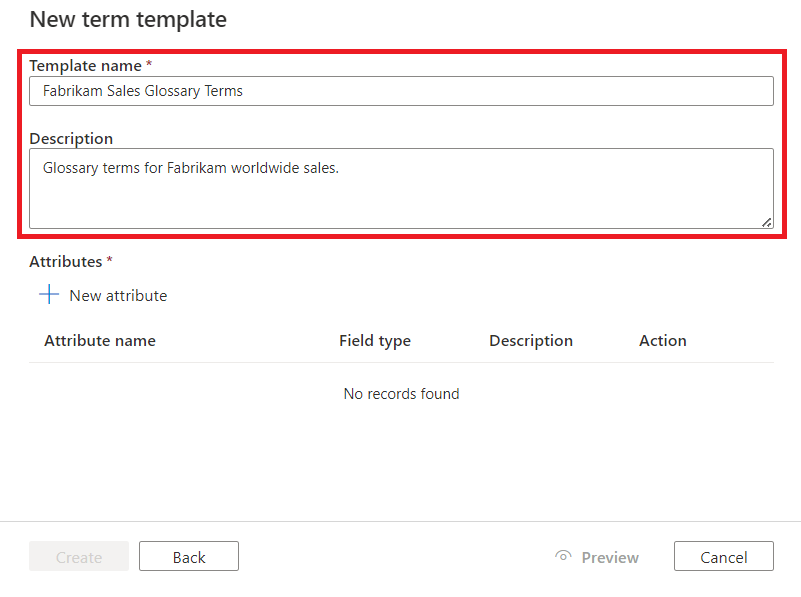 New term template
Template name *
Fabrikam Sales Glossary Terms
Description
Glossary terms for Fabrikam worldwide sales.
Attributes *
New attribute
Attribute name Field type Description Action
No records found
Create Back Preview Cancel